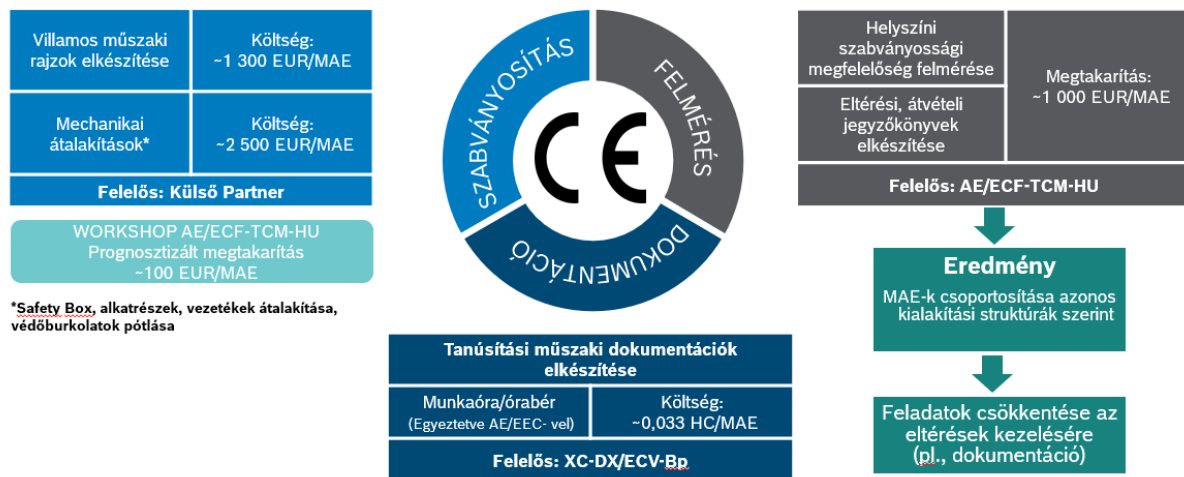 Villamos műszaki
rajzok elkészítése
Költség:
~1 300 EUR/MAE
Mechanikai
átalakítások*
Költség:
~2 500 EUR/MAE
Felelős: Külső Partner
WORKSHOP AE/ECF-TCM-HU
Prognosztizált megtakarítás
~100 EUR/MAE
*Safety Box, alkatrészek, vezetékek átalakítása,
védőburkolatok pótlása
SZABVÁNYOSÍTÁS
FELMÉRÉS
DOKUMENTÁCIÓ
CE
Tanúsítási műszaki dokumentációk
elkészítése
Munkaóra/órabér
(Egyeztetve AE/EEC- vel)
Költség:
~0,033 HC/MAE
Felelős: XC-DX/ECV-Bp
Helyszíni
szabványossági
megfelelőség felmérése
Eltérési, átvételi
jegyzőkönyvek
elkészítése
Megtakarítás:
~1 000 EUR/MAE
Felelős: AE/ECF-TCM-HU
Eredmény
MAE-k csoportosítása azonos
kialakítási struktúrák szerint
Feladatok csökkentése az
eltérések kezelésére
(pl., dokumentáció)